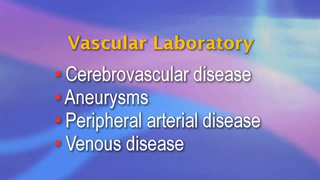 Vascular Laboratory
• Cerebrovascular disease
• Aneurysms
• Peripheral arterial disease
• Venous disease